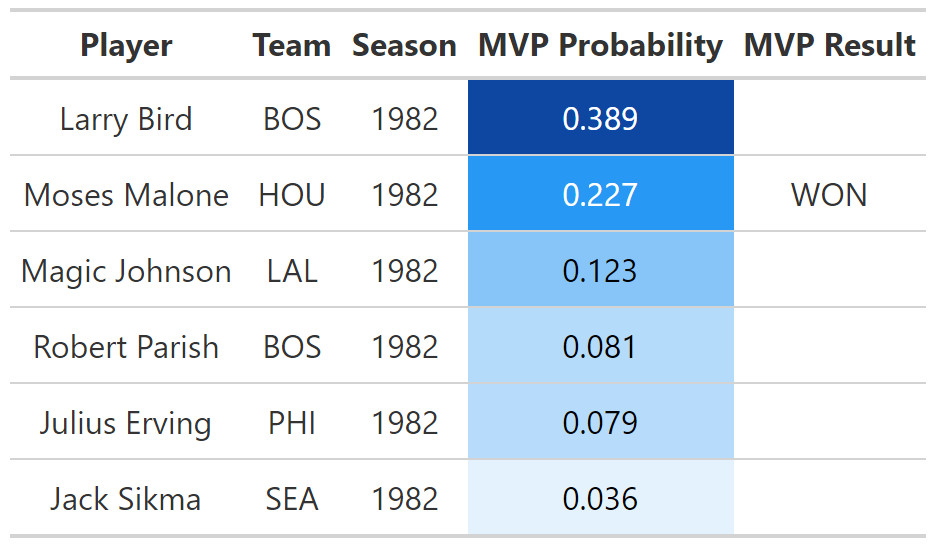 Player Team Season MVP Probability MVP Result
Larry Bird BOS 1982 0.389
Moses Malone HOU 1982 0.227 WON
Magic Johnson LAL 1982 0.123
Robert Parish BOS 1982 0.081
Julius Erving PHI 1982 0.079
Jack Sikma SEA 1982 0.036